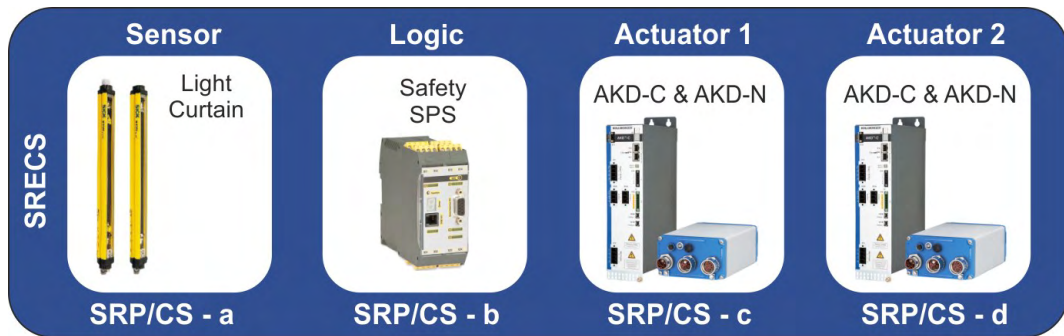 Sensor
Logic
Actuator 1
Actuator 2
SRECS
Light
Curtain
Safety
SPS
AKD-C & AKD-N
AKD-C & AKD-N
SRP/CS - a
SRP/CS - b
SRP/CS - c
SRP/CS - d